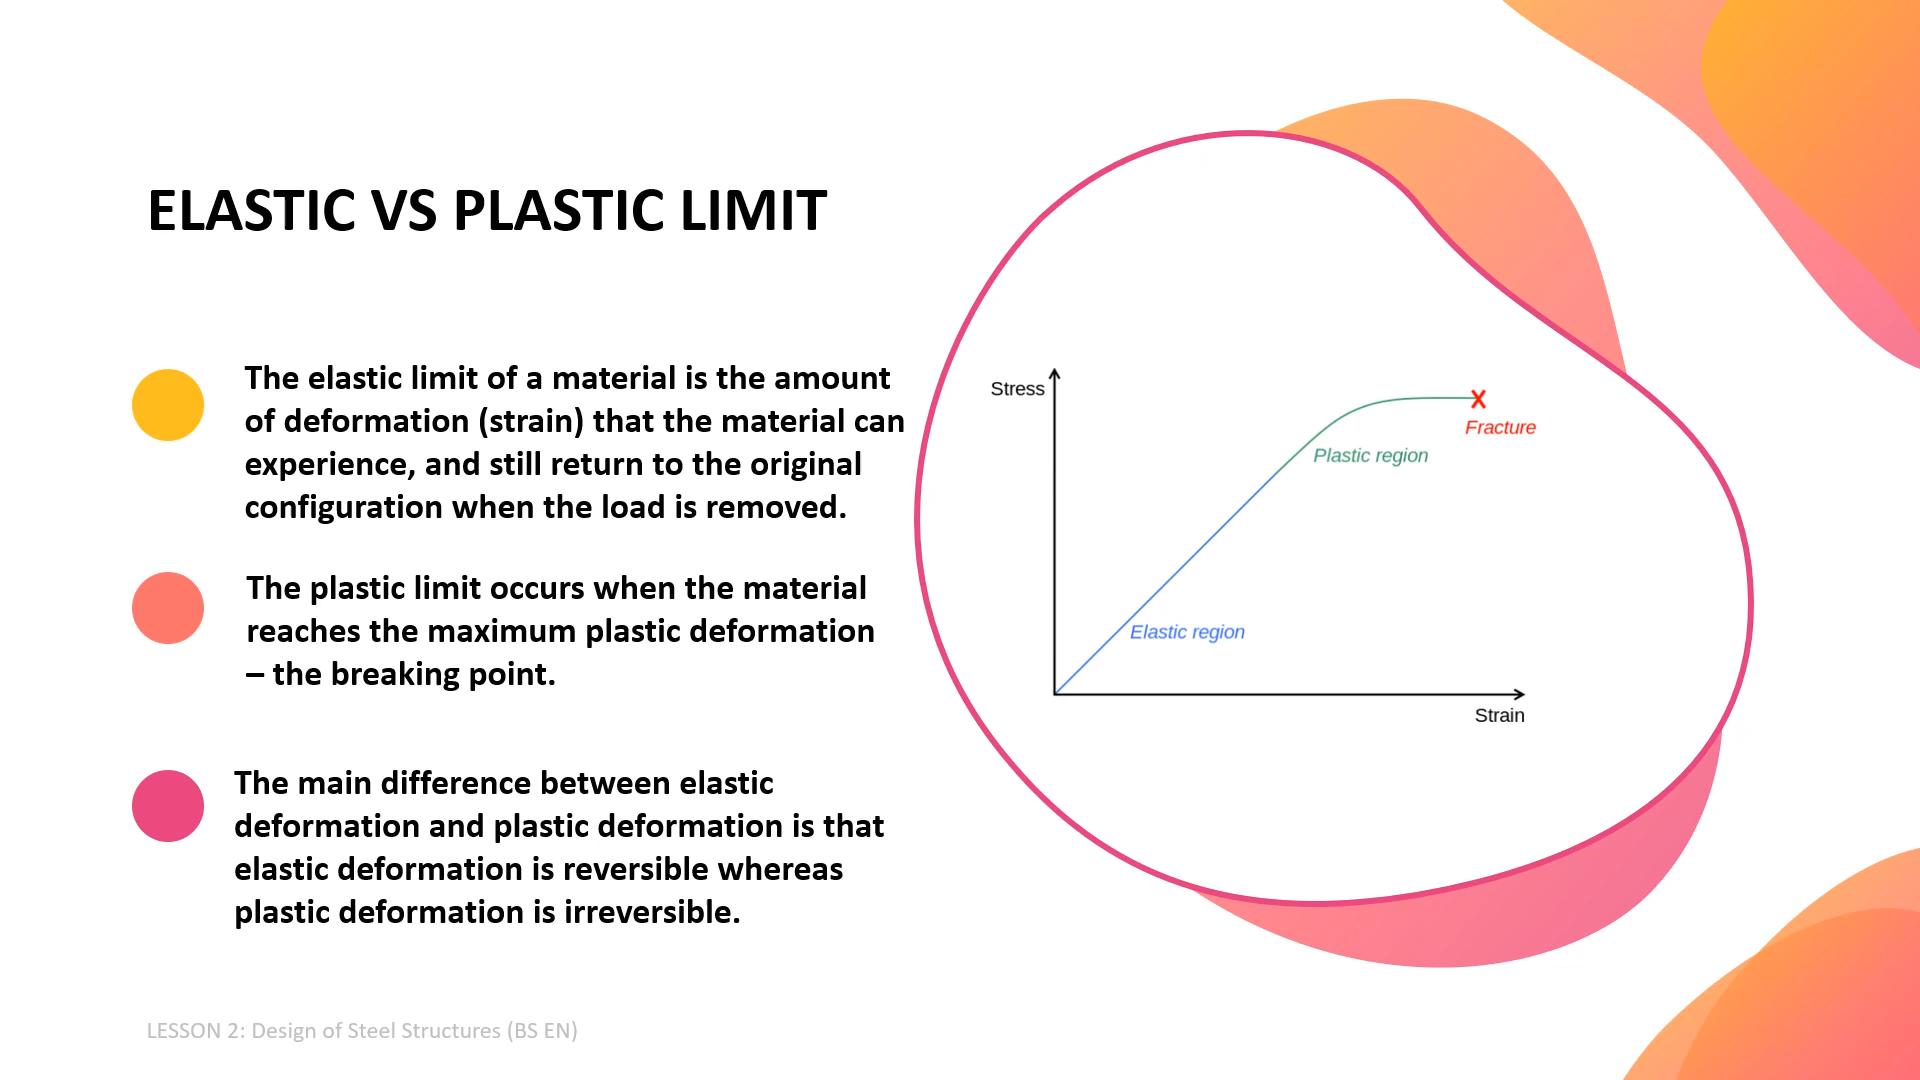 ELASTIC VS PLASTIC LIMIT
The elastic limit of a material is the amount
of deformation (strain) that the material can
experience, and still return to the original
configuration when the load is removed.
The plastic limit occurs when the material
reaches the maximum plastic deformation
– the breaking point.
The main difference between elastic
deformation and plastic deformation is that
elastic deformation is reversible whereas
plastic deformation is irreversible.
Stress
X
Fracture
Plastic region
Elastic region
Strain
LESSON 2: Design of Steel Structures (BS EN)